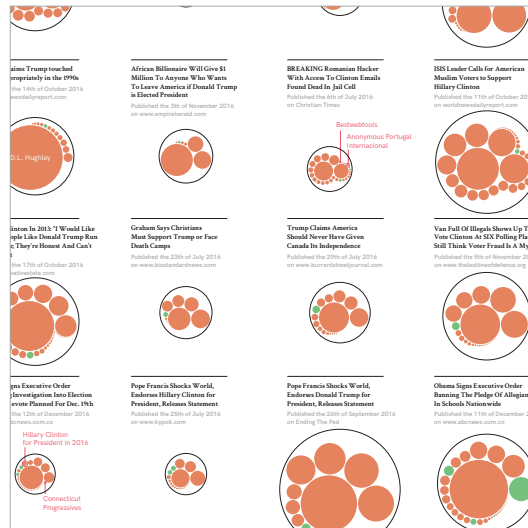 aims Trump touched
propriately in the 1990s
the 14th of October 2016
ewsdailyreport.com
African Billionaire Will Give $1
Million To Anyone Who Wants
To Leave America if Donald Trump
is Elected President
Published the 3th of November 2016
on www.empireherald.com
BREAKING Romanian Hacker
With Access To Clinton Emails
Found Dead In Jail Cell
Published the 6th of July 2016
on Christian Times
ISIS Leader Calls for American
Muslim Voters to Support
Hillary Clinton
Published the 11th of October 20
on worldnewsdailyreport.com
D.L. Hughley
Bestwebtools
Anonymous Portugal
Internacional
linton In 2013: "I Would Like
ople Like Donald Trump Run
; They're Honest And Can't
t
the 17th of October 2016
vativestate.com
Graham Says Christians
Must Support Trump or Face
Death Camps
Published the 23th of July 2016
on www.bizstandardnews.com
Trump Claims America
Should Never Have Given
Canada Its Independence
Published the 29th of July 2016
on www.burrardstreetjournal.com
Van Full Of Illegals Shows Up T
Vote Clinton At SIX Polling Pla
Still Think Voter Fraud Is A My
Published the 5th of November 20
on www.thelastlineofdefense.org
gns Executive Order
g Investigation Into Election
evote Planned For Dec. 19th
the 12th of December 2016
bcnews.com.co
Pope Francis Shocks World,
Endorses Hillary Clinton for
President, Releases Statement
Published the 25th of July 2016
on www.kypo6.com
Pope Francis Shocks World,
Endorses Donald Trump for
President, Releases Statement
Published the 26th of September 2016
on Ending The Fed
Obama Signs Executive Order
Banning The Pledge Of Allegian
In Schools Nationwide
Published the 11th of December 2
on www.abcnews.com.co
Hillary Clinton
for President in 2016
Connecticut
Progressives